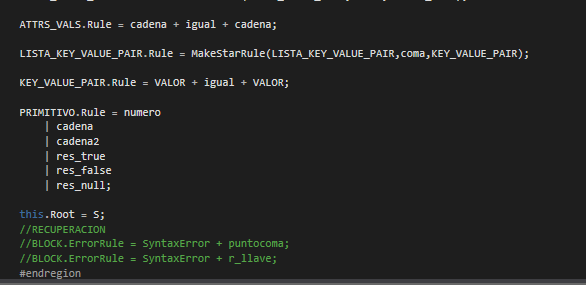 ATTRS_VALS.Rule = cadena + igual + cadena;
LISTA_KEY_VALUE_PAIR.Rule = MakeStarRule(LISTA_KEY_VALUE_PAIR,coma,KEY_VALUE_PAIR);
KEY_VALUE_PAIR.Rule = VALOR + igual + VALOR;
PRIMITIVO.Rule = numero
| cadena
| cadena2
| res_true
| res_false
| res_null;
this.Root = S;
//RECUPERACION
//BLOCK.ErrorRule = SyntaxError + puntocoma;
//BLOCK.ErrorRule = SyntaxError + r_llave;
#endregion